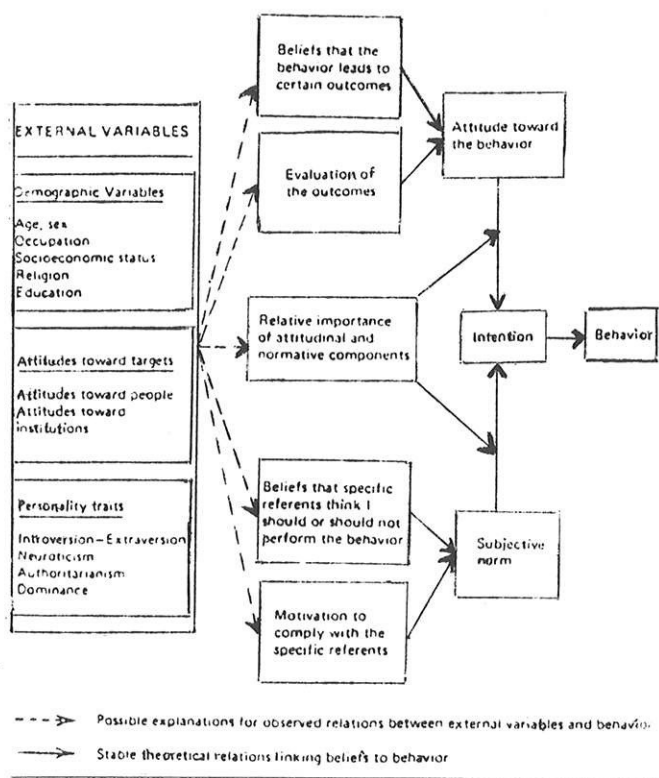 EXTERNAL VARIABLES
Demographic Variables
Age, sex
Occupation
Socioeconomic status
Religion
Education
Attitudes toward targets
Attitudes toward people
Attitudes toward
institutions
Personality traits
Introversion–Extraversion
Neuroticism
Authoritarianism
Dominance
Beliefs that the
behavior leads to
certain outcomes
Evaluation of
the outcomes
Relative importance
of attitudinal and
normative components
Beliefs that specific
referents think I
should or should not
perform the behavior
Motivation to
comply with the
specific referents
Attitude toward
the behavior
Subjective
norm
Intention
Behavior
Possible explanations for observed relations between external variables and behavior
Stable theoretical relations linking beliefs to behavior